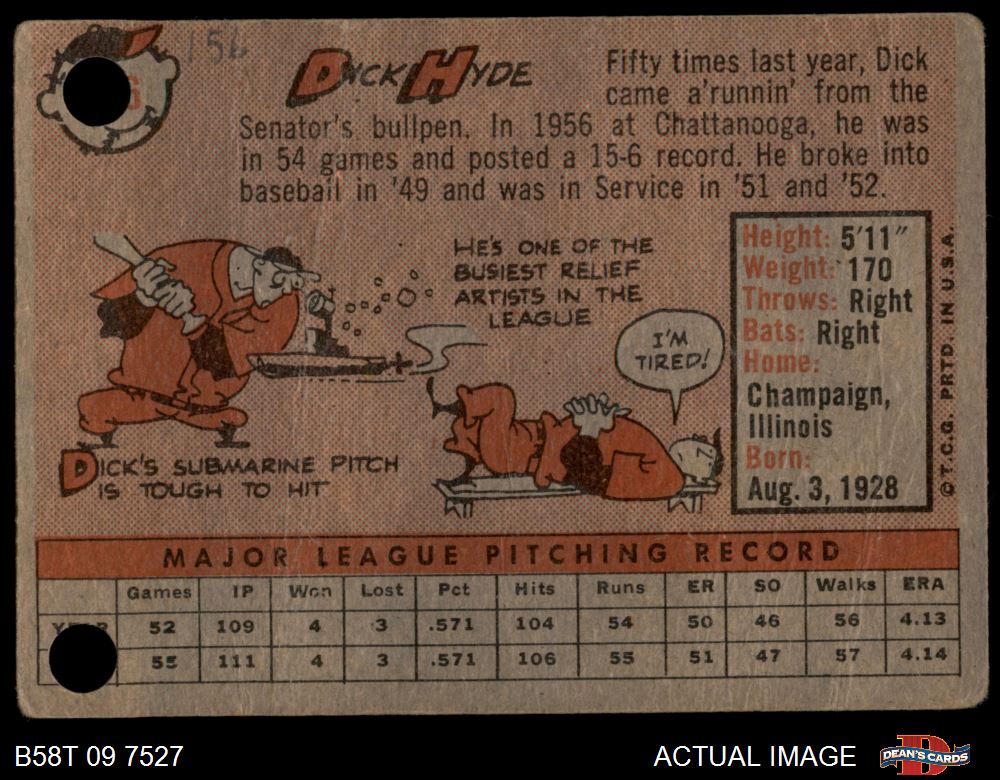 156
6
DICK HYDE
Fifty times last year, Dick
came a'runnin' from the
Senator's bullpen. In 1956 at Chattanooga, he was
in 54 games and posted a 15-6 record. He broke into
baseball in '49 and was in Service in '51 and '52.
HE'S ONE OF THE
BUSIEST RELIEF
ARTISTS IN THE
LEAGUE
I'M
TIRED!
DICK'S SUBMARINE PITCH
IS TOUGH TO HIT
Height: 5'11"
Weight: 170
Throws: Right
Bats: Right
Home:
Champaign,
Illinois
Born:
Aug. 3, 1928
©T.C.G. PRTD. IN U.S.A.
MAJOR LEAGUE PITCHING RECORD
Games IP Won Lost Pct Hits Runs ER SO Walks ERA
52 109 4 3 .571 104 54 50 46 56 4.13
55 111 4 3 .571 106 55 51 47 57 4.14
B58T 09 7527
ACTUAL IMAGE
DEAN'S CARDS